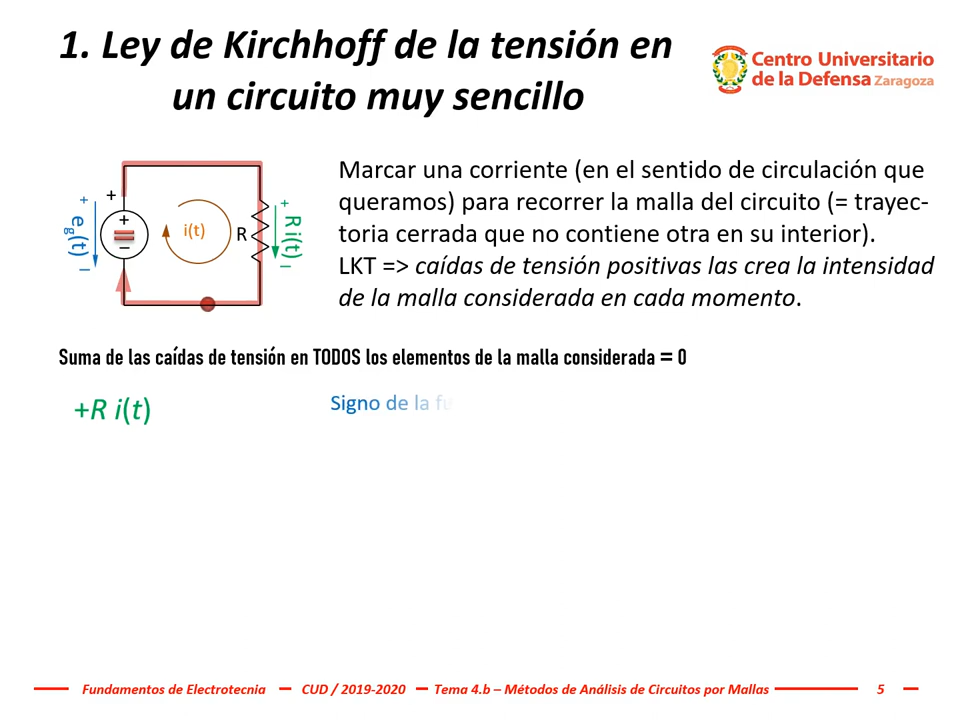 1. Ley de Kirchhoff de la tensión en
un circuito muy sencillo
Centro Universitario
de la Defensa Zaragoza
Marcar una corriente (en el sentido de circulación que
queramos) para recorrer la malla del circuito (= trayec-
toria cerrada que no contiene otra en su interior).
LKT => caídas de tensión positivas las crea la intensidad
de la malla considerada en cada momento.
+
+ e_g(t) −
+
−
i(t)
R
+ R i(t) −
Suma de las caídas de tensión en TODOS los elementos de la malla considerada = 0
+R i(t)
Signo de la fu
Fundamentos de Electrotecnia — CUD / 2019-2020 — Tema 4.b – Métodos de Análisis de Circuitos por Mallas 5